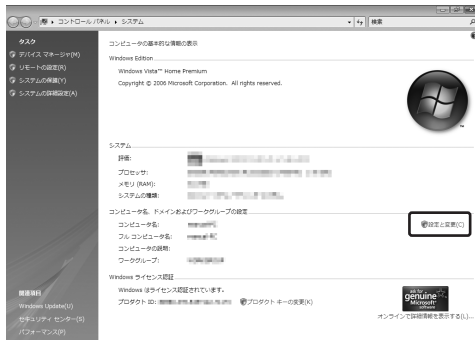 コントロール パネル ▸ システム
検索
タスク
デバイス マネージャ(M)
リモートの設定(R)
システムの保護(Y)
システムの詳細設定(A)
関連項目
Windows Update(U)
セキュリティ センター(S)
パフォーマンス(P)
コンピュータの基本的な情報の表示
Windows Edition
Windows Vista™ Home Premium
Copyright © 2006 Microsoft Corporation. All rights reserved.
システム
評価:
プロセッサ:
メモリ (RAM):
システムの種類:
コンピュータ名、ドメインおよびワークグループの設定
コンピュータ名:
設定と変更(C)
フル コンピュータ名:
コンピュータの説明:
ワークグループ:
Windows ライセンス認証
Windows はライセンス認証されています。
プロダクト ID:
プロダクト キーの変更(K)
ask for
genuine
Microsoft
software
オンラインで詳細情報を表示する(L)...